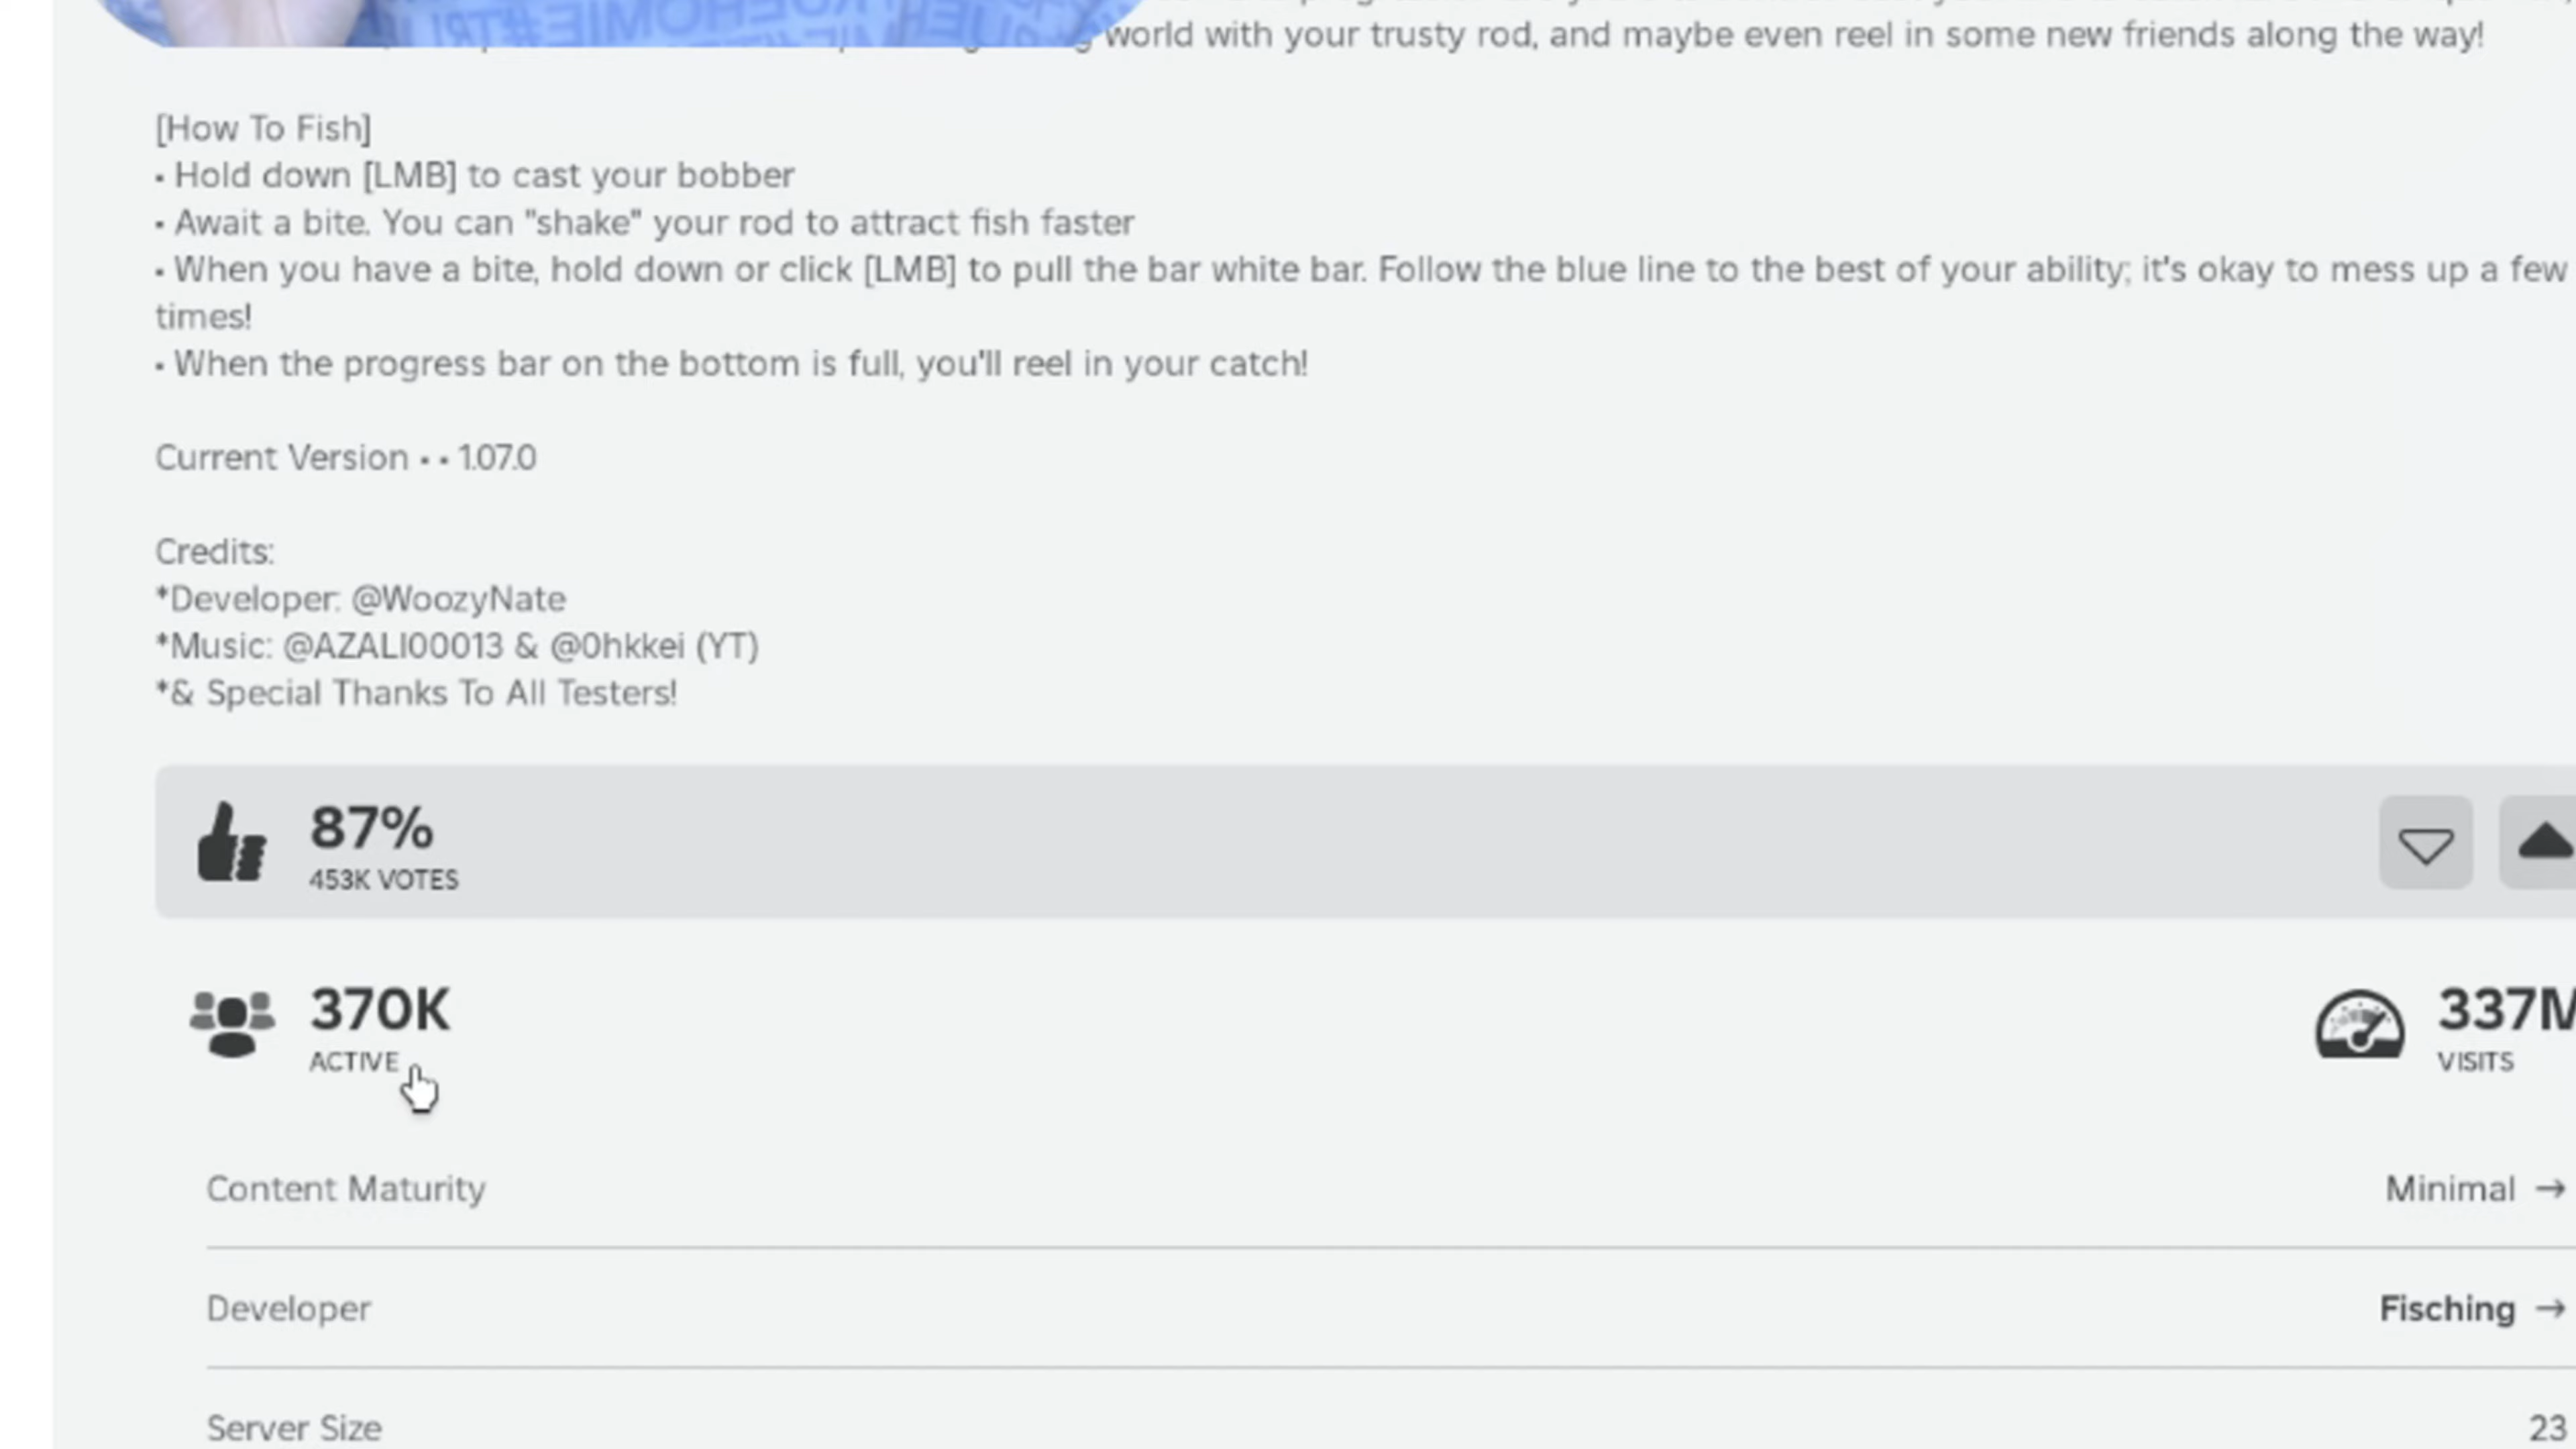 world with your trusty rod, and maybe even reel in some new friends along the way!
[How To Fish]
• Hold down [LMB] to cast your bobber
• Await a bite. You can "shake" your rod to attract fish faster
• When you have a bite, hold down or click [LMB] to pull the bar white bar. Follow the blue line to the best of your ability; it's okay to mess up a few
times!
• When the progress bar on the bottom is full, you'll reel in your catch!
Current Version • • 1.07.0
Credits:
*Developer: @WoozyNate
*Music: @AZALI00013 & @0hkkei (YT)
*& Special Thanks To All Testers!
87%
453K VOTES
370K
ACTIVE
337M
VISITS
Content Maturity
Minimal →
Developer
Fisching →
Server Size
23